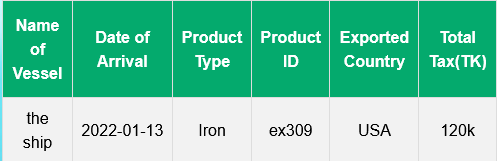 Name of Vessel	Date of Arrival	Product Type	Product ID	Exported Country	Total Tax(TK)
the ship	2022-01-13	Iron	ex309	USA	120k